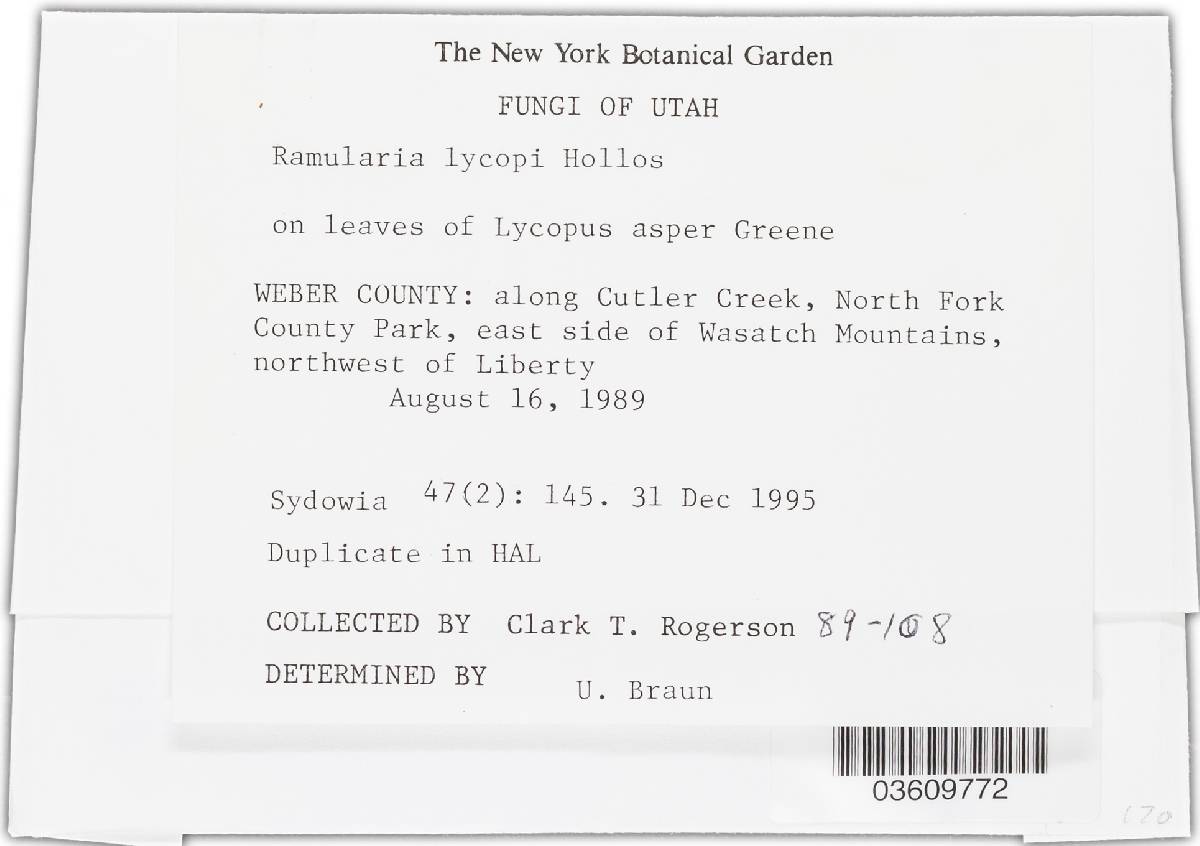 The New York Botanical Garden
FUNGI OF UTAH
Ramularia lycopi Hollos
on leaves of Lycopus asper Greene
WEBER COUNTY: along Cutler Creek, North Fork
County Park, east side of Wasatch Mountains,
northwest of Liberty
August 16, 1989
Sydowia 47(2): 145. 31 Dec 1995
Duplicate in HAL
COLLECTED BY Clark T. Rogerson 89-108
DETERMINED BY U. Braun
03609772
170